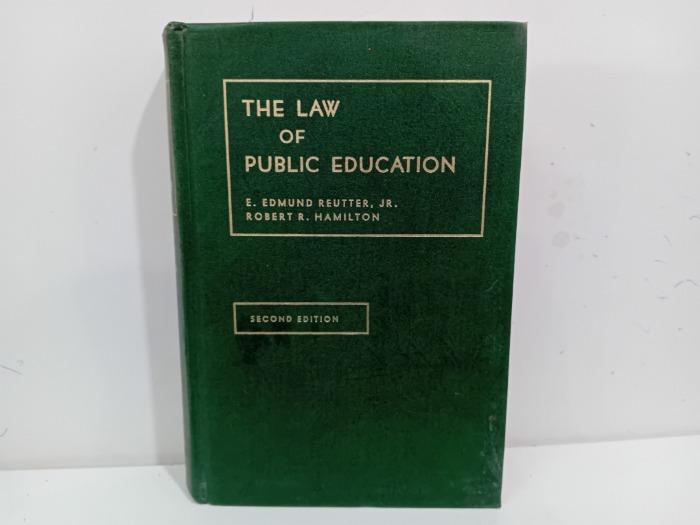 THE LAW
OF
PUBLIC EDUCATION
E. EDMUND REUTTER, JR.
ROBERT R. HAMILTON
SECOND EDITION